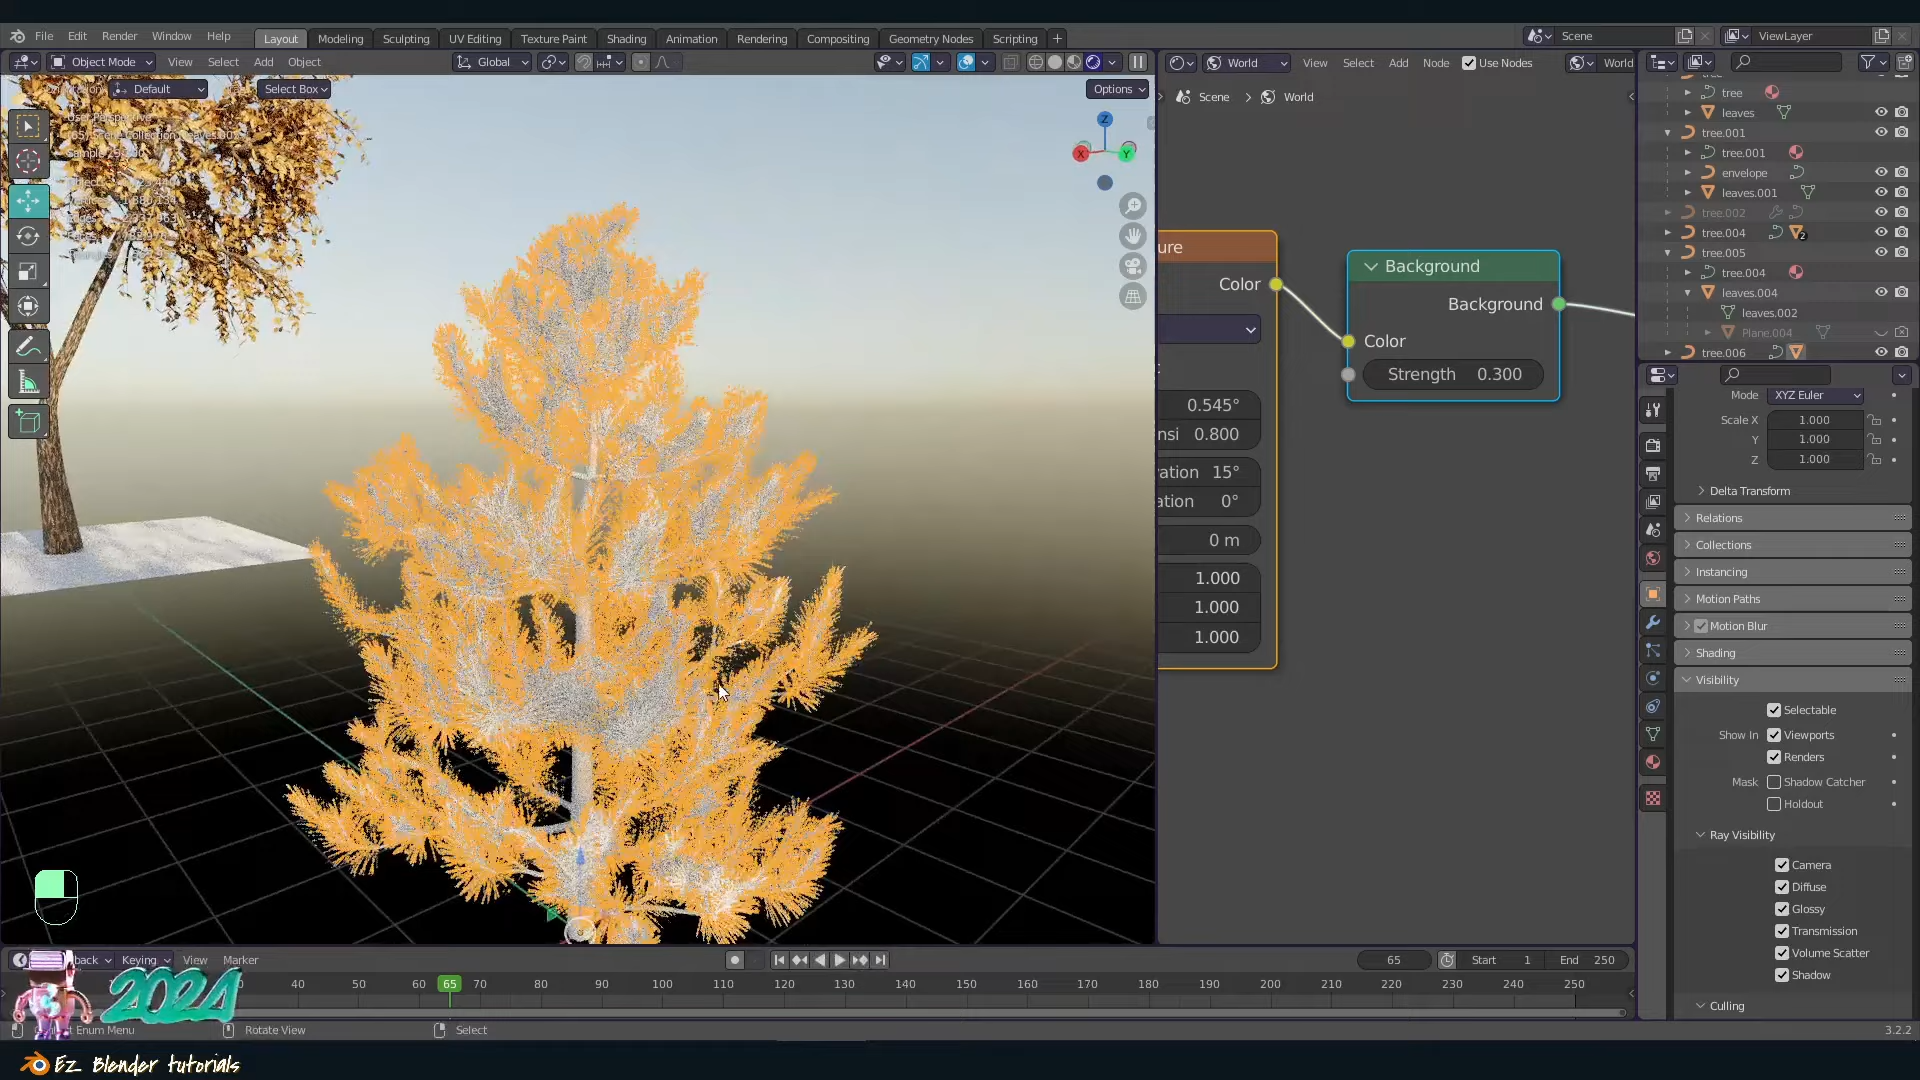 File Edit Render Window Help Layout Modeling Sculpting UV Editing Texture Paint Shading Animation Rendering Compositing Geometry Nodes Scripting + Scene ViewLayer
Object Mode View Select Add Object Global World View Select Add Node Use Nodes World
Default Select Box Options
Scene > World
tree
leaves
tree.001
tree.001
envelope
leaves.001
tree.002
tree.004 2
tree.005
tree.004
leaves.004
leaves.002
Plane.004
tree.006
Z
X Y
ure
Color
0.545°
nsi 0.800
ation 15°
ation 0°
0 m
1.000
1.000
1.000
Background
Background
Color
Strength 0.300
Mode XYZ Euler
Scale X 1.000
Y 1.000
Z 1.000
Delta Transform
Relations
Collections
Instancing
Motion Paths
Motion Blur
Shading
Visibility
Selectable
Show In Viewports
Renders
Mask Shadow Catcher
Holdout
Ray Visibility
Camera
Diffuse
Glossy
Transmission
Volume Scatter
Shadow
Culling
back Keying View Marker
65 Start 1 End 250
40 50 60 65 70 80 90 100 110 120 130 140 150 160 170 180 190 200 210 220 230 240 250
2024
Enum Menu Rotate View Select 3.2.2
Ez Blender tutorials